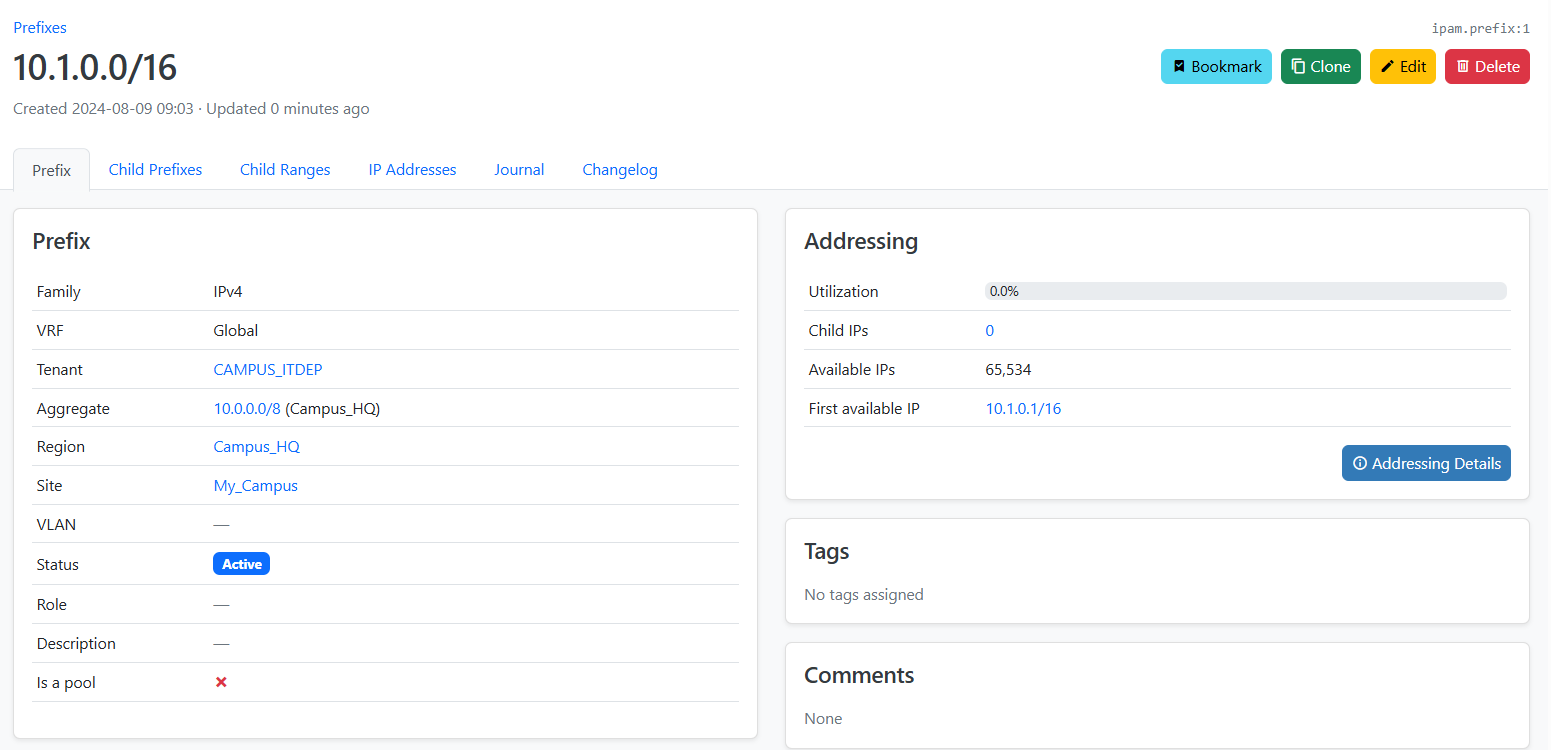 Prefixes
ipam.prefix:1
10.1.0.0/16
Bookmark Clone Edit Delete
Created 2024-08-09 09:03 · Updated 0 minutes ago
Prefix Child Prefixes Child Ranges IP Addresses Journal Changelog
Prefix
Family IPv4
VRF Global
Tenant CAMPUS_ITDEP
Aggregate 10.0.0.0/8 (Campus_HQ)
Region Campus_HQ
Site My_Campus
VLAN —
Status Active
Role —
Description —
Is a pool
Addressing
Utilization 0.0%
Child IPs 0
Available IPs 65,534
First available IP 10.1.0.1/16
Addressing Details
Tags
No tags assigned
Comments
None